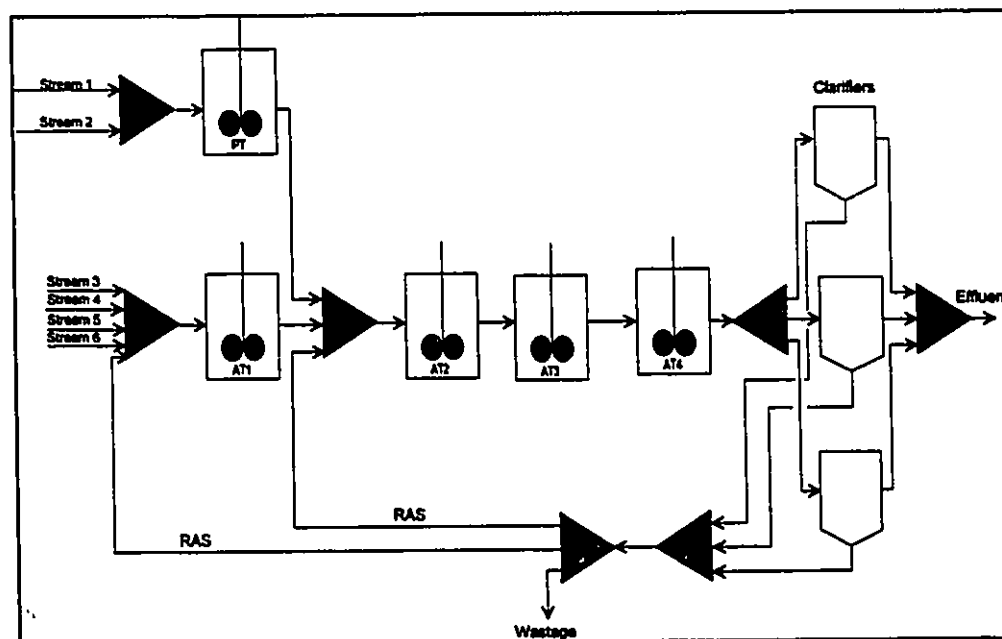 Stream 1
Stream 2
PT
Clarifiers
Stream 3
Stream 4
Stream 5
Stream 6
AT1
AT2
AT3
AT4
Effluen
RAS
RAS
Wastage